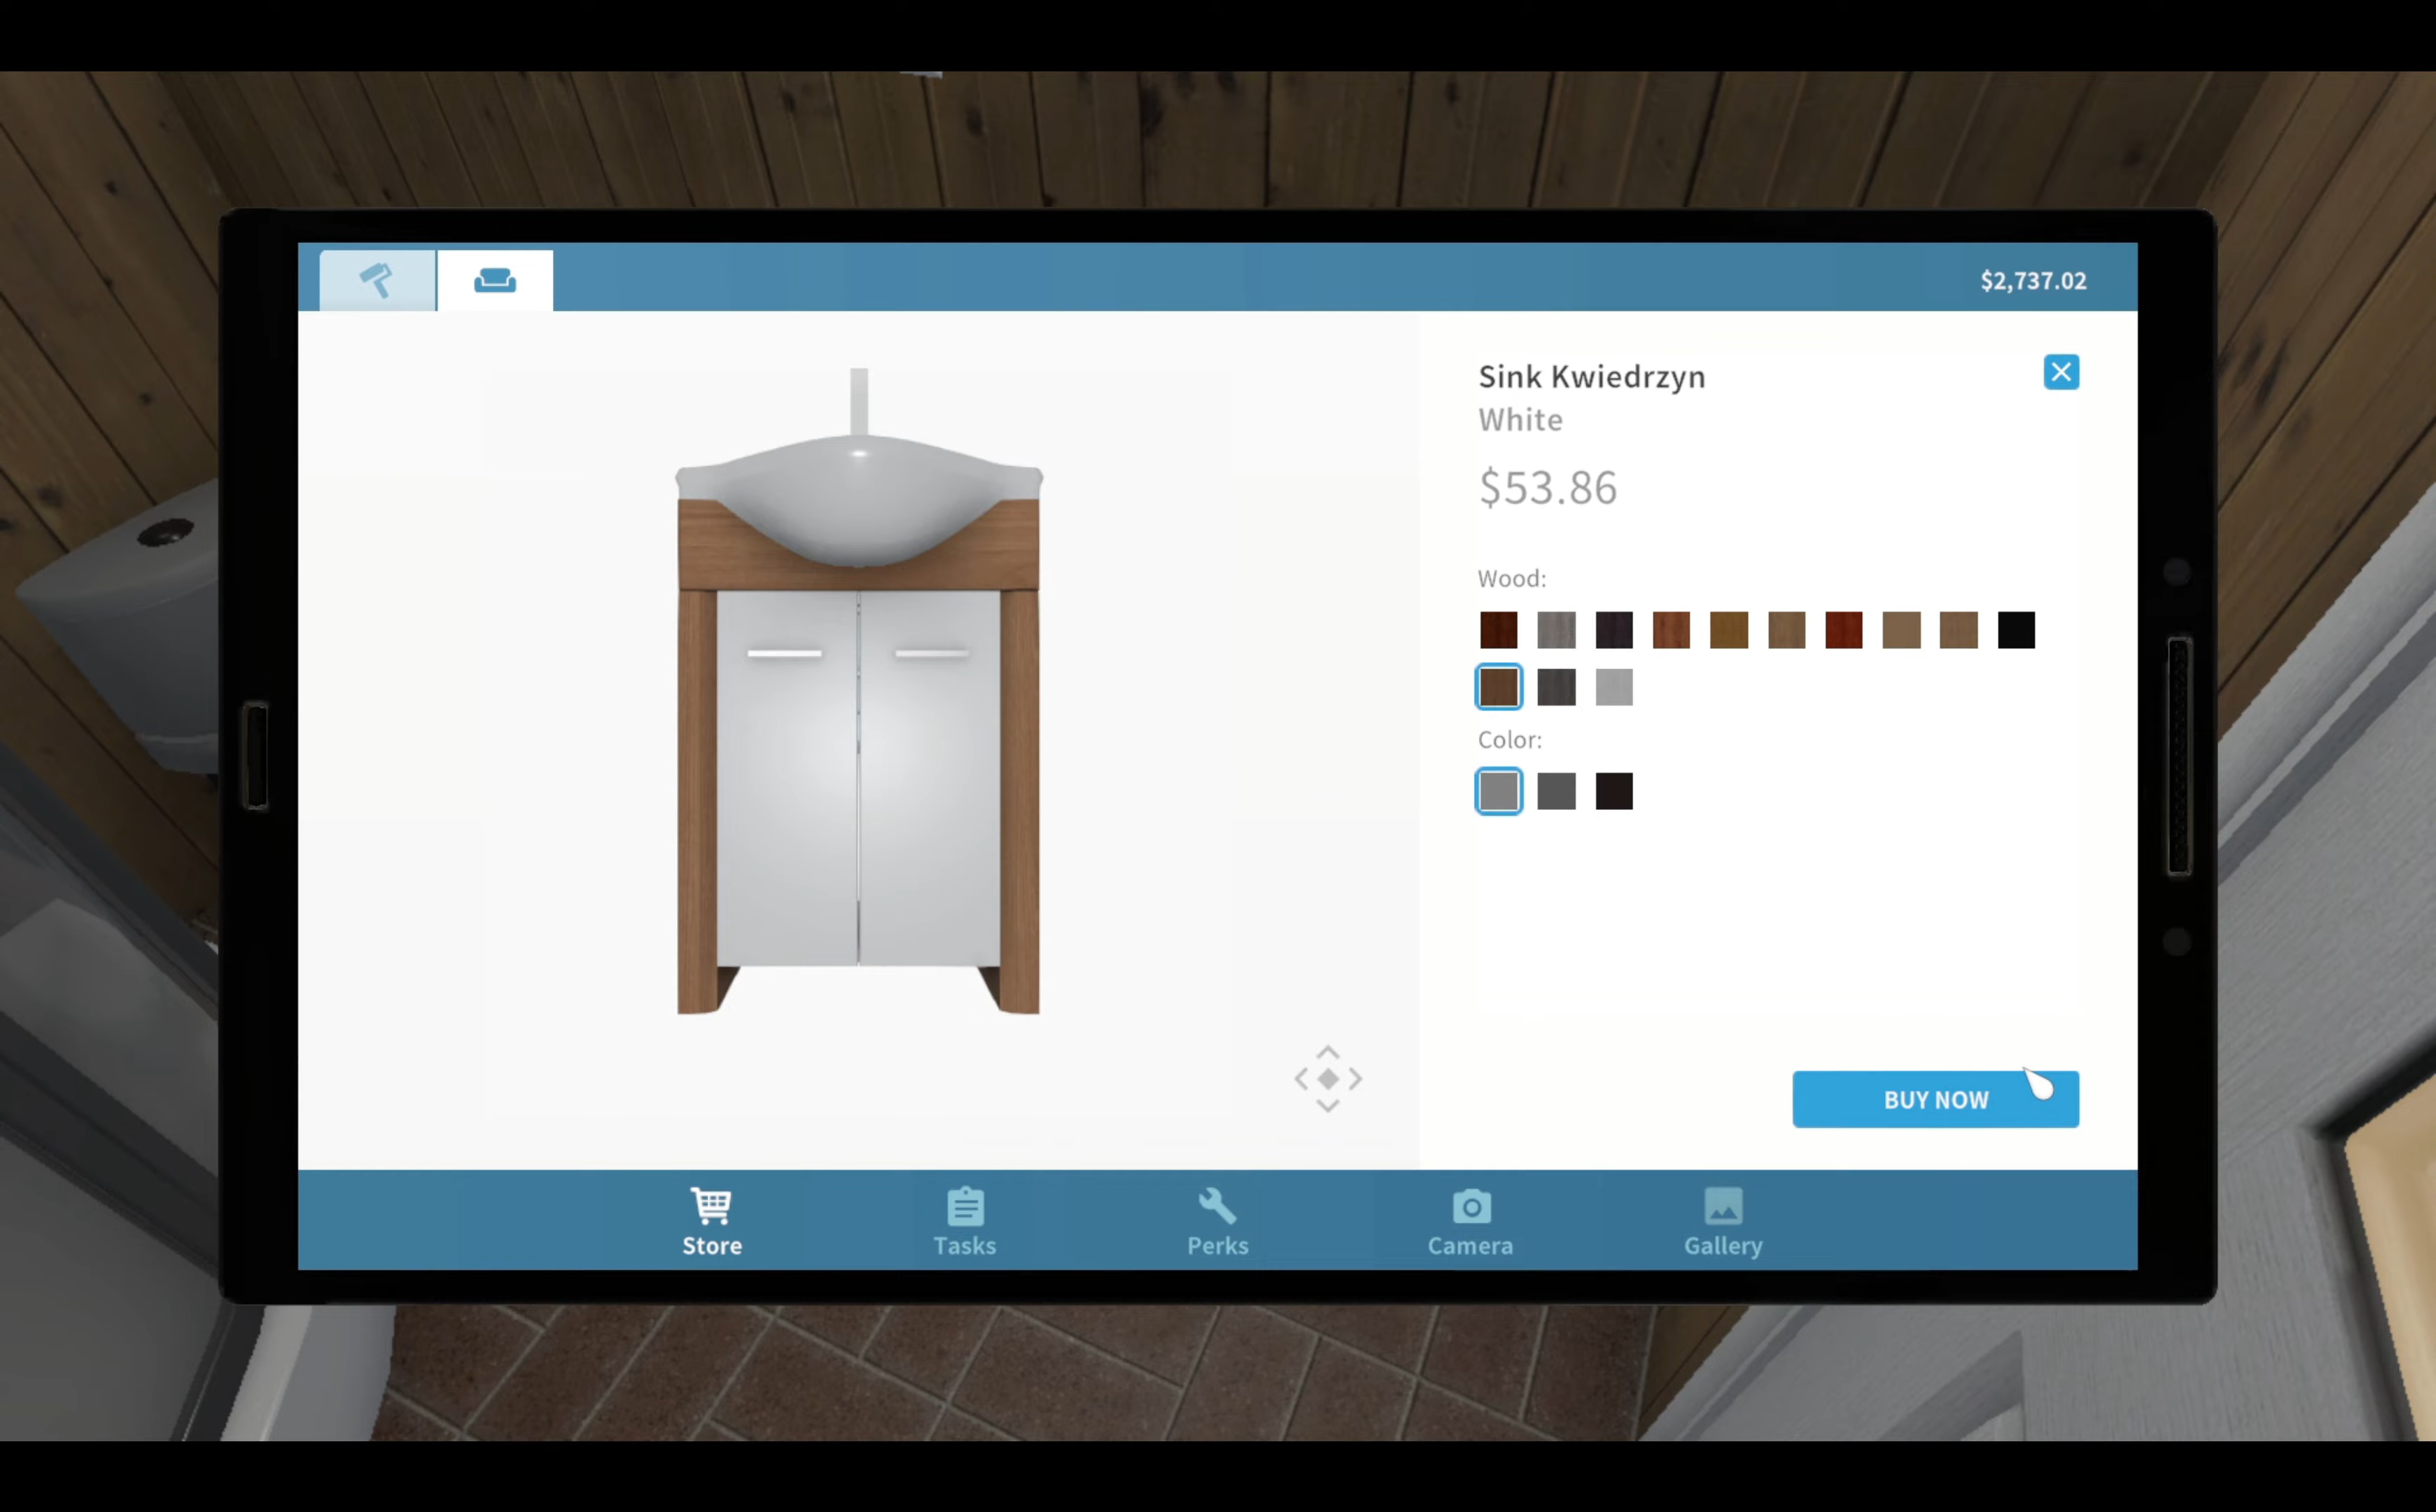 $2,737.02
Sink Kwiedrzyn
White
$53.86
Wood:
Color:
BUY NOW
Store
Tasks
Perks
Camera
Gallery